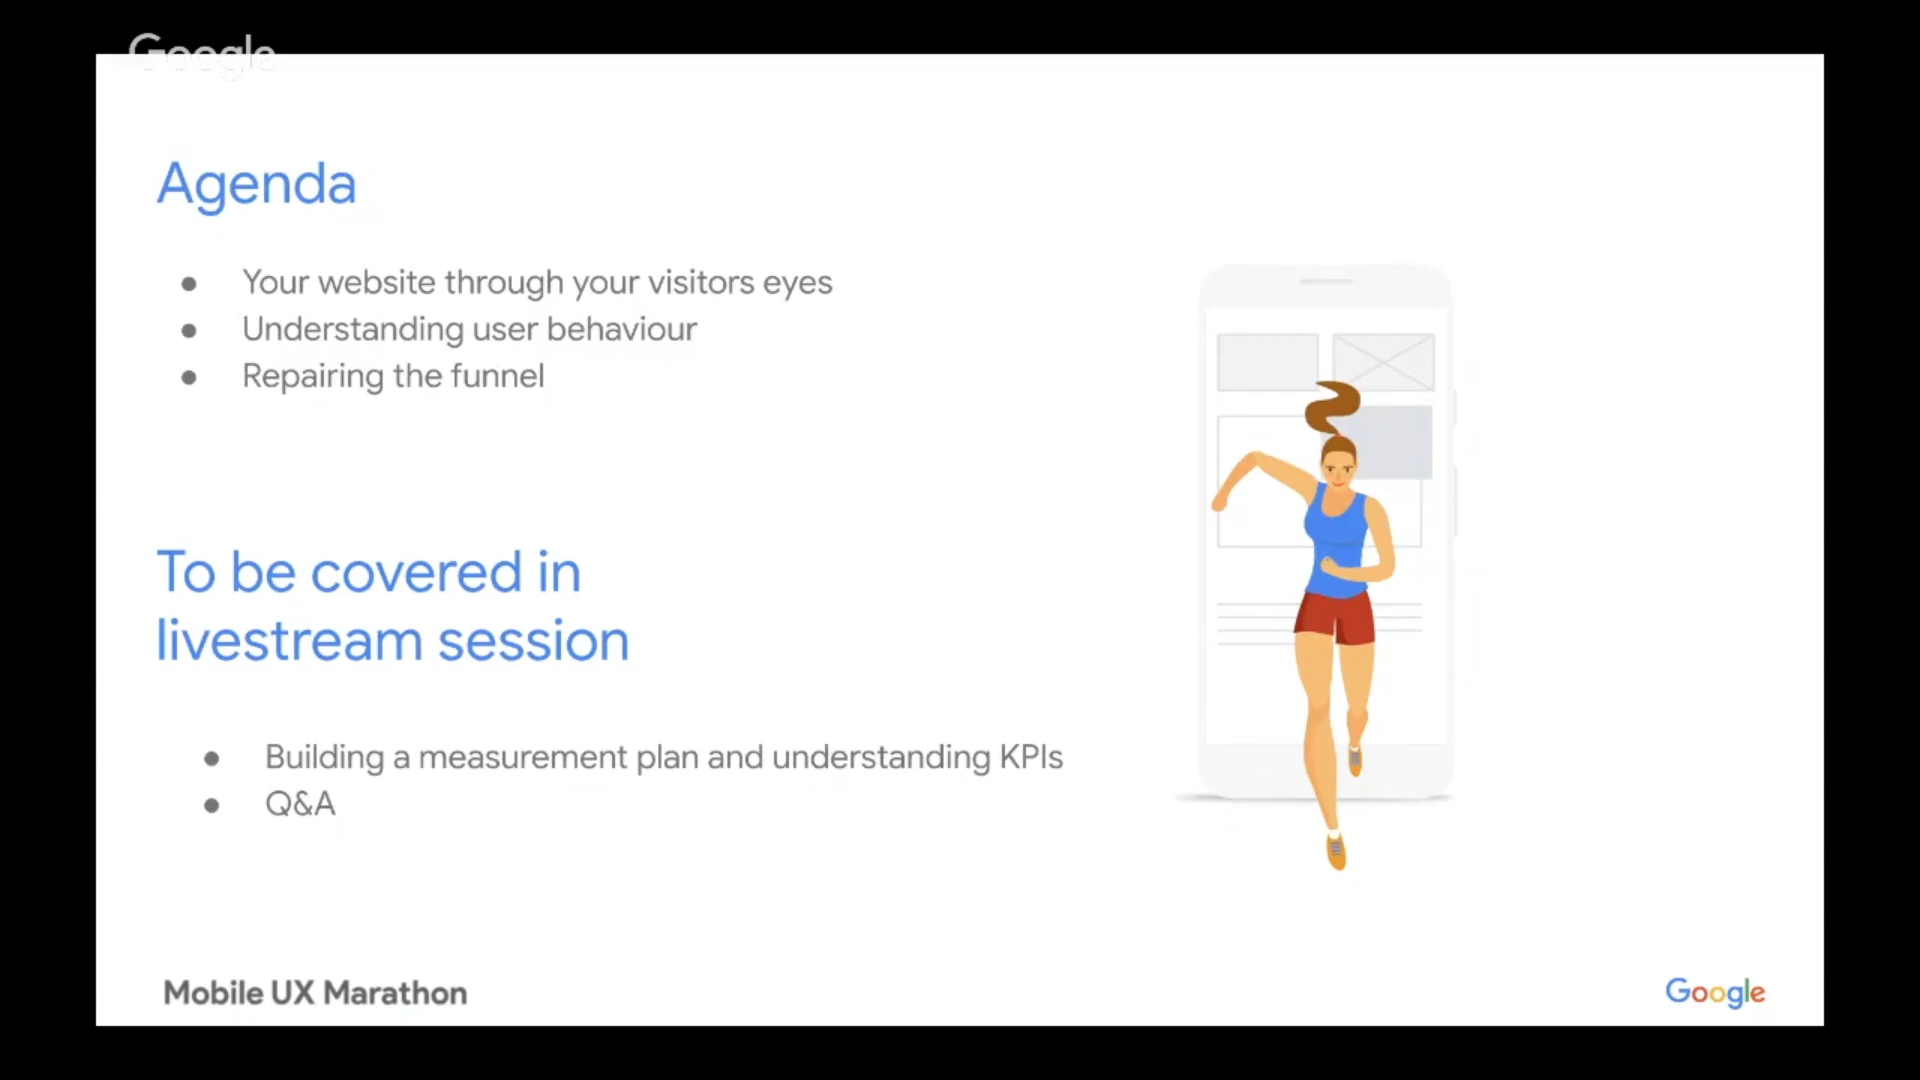 Google
Agenda
● Your website through your visitors eyes
● Understanding user behaviour
● Repairing the funnel
To be covered in
livestream session
● Building a measurement plan and understanding KPIs
● Q&A
Mobile UX Marathon
Google